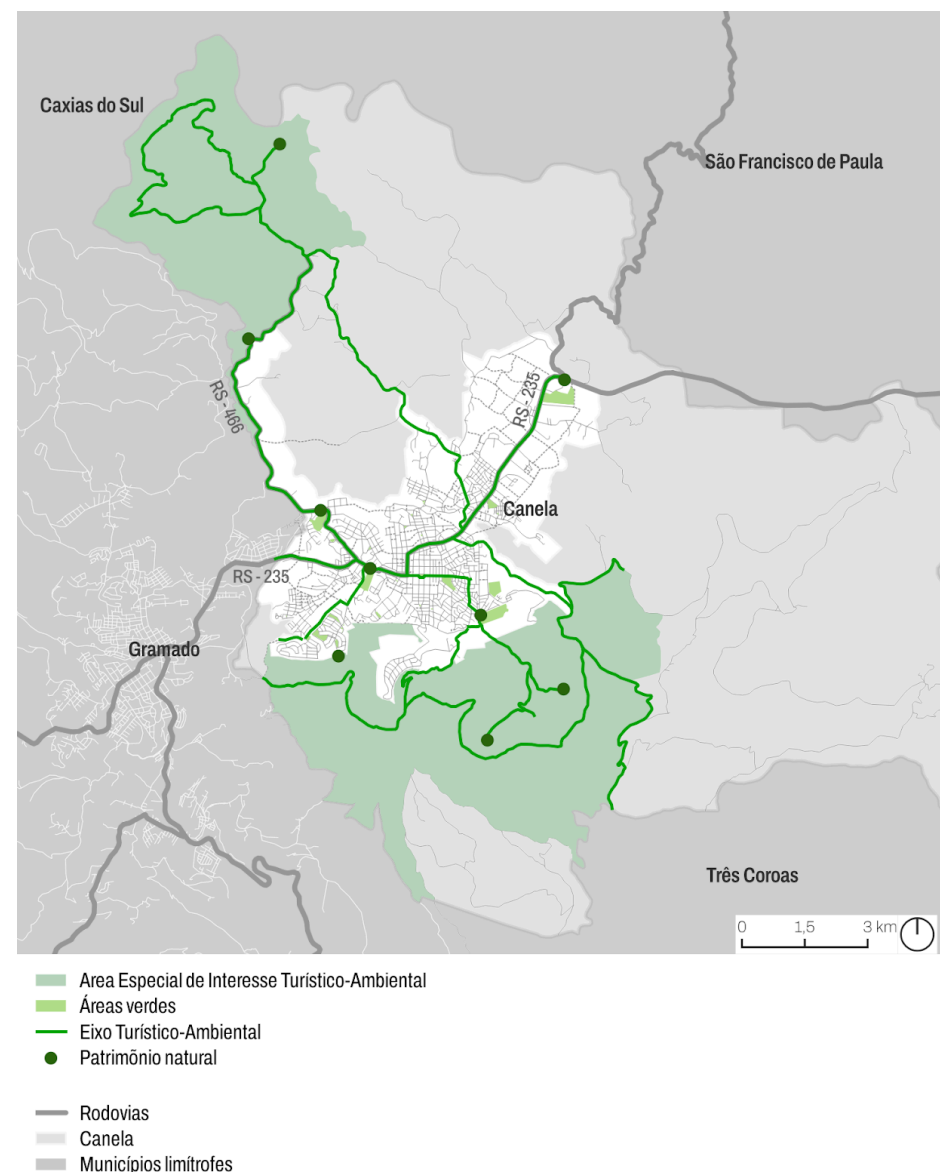 Caxias do Sul
São Francisco de Paula
RS - 466
RS - 235
Canela
RS - 235
Gramado
Três Coroas
0 1,5 3 km
Area Especial de Interesse Turístico-Ambiental
Áreas verdes
Eixo Turístico-Ambiental
Patrimõnio natural
Rodovias
Canela
Municípios limítrofes